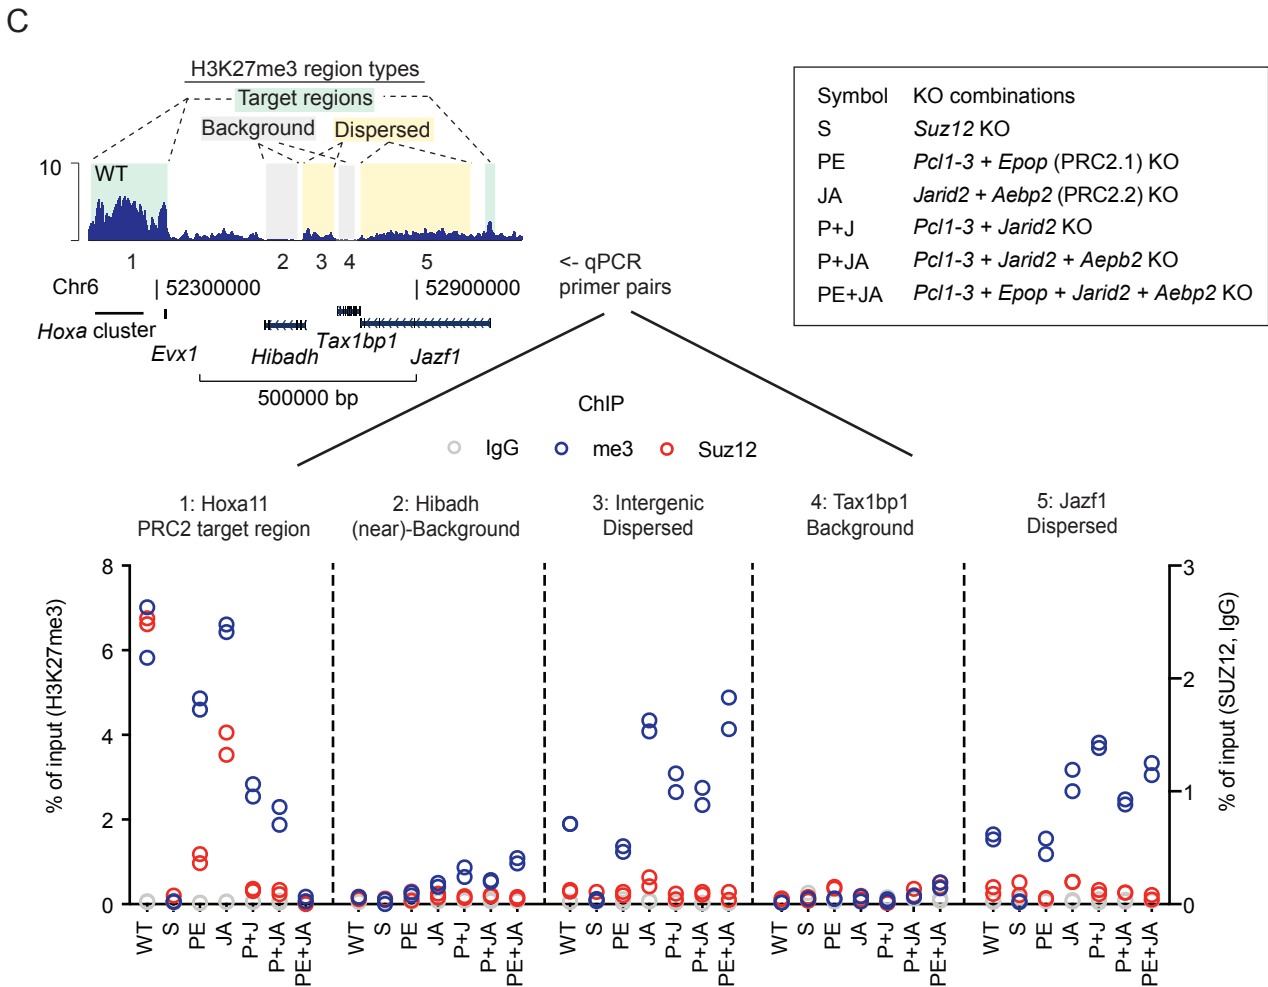 C
H3K27me3 region types
Target regions
Background
Dispersed
10
WT
1 2 3 4 5
<- qPCR
primer pairs
Chr6 | 52300000 | 52900000
Hoxa cluster
Evx1
Hibadh
Tax1bp1
Jazf1
500000 bp
Symbol KO combinations
S Suz12 KO
PE Pcl1-3 + Epop (PRC2.1) KO
JA Jarid2 + Aebp2 (PRC2.2) KO
P+J Pcl1-3 + Jarid2 KO
P+JA Pcl1-3 + Jarid2 + Aepb2 KO
PE+JA Pcl1-3 + Epop + Jarid2 + Aebp2 KO
ChIP
IgG me3 Suz12
1: Hoxa11
PRC2 target region
2: Hibadh
(near)-Background
3: Intergenic
Dispersed
4: Tax1bp1
Background
5: Jazf1
Dispersed
% of input (H3K27me3)
8
6
4
2
0
3
2
1
0
% of input (SUZ12, IgG)
WT S PE JA P+J P+JA PE+JA
WT S PE JA P+J P+JA PE+JA
WT S PE JA P+J P+JA PE+JA
WT S PE JA P+J P+JA PE+JA
WT S PE JA P+J P+JA PE+JA